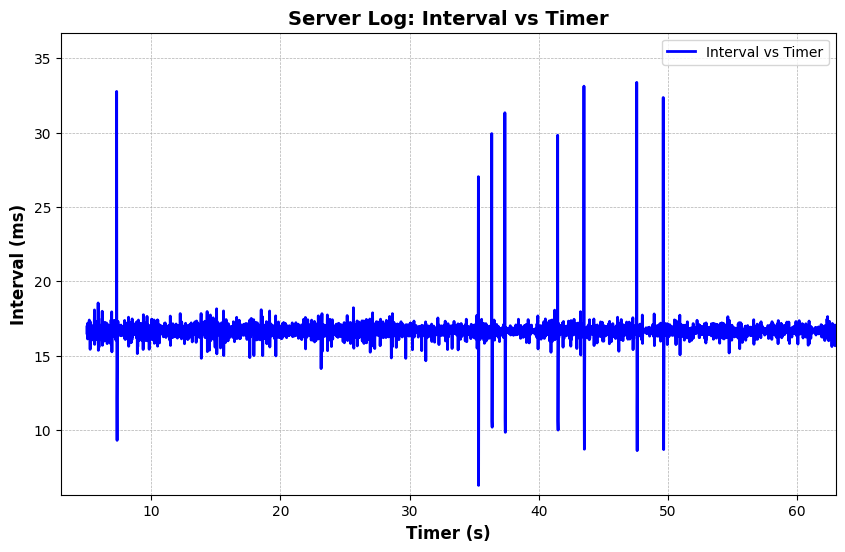 Server Log: Interval vs Timer
Interval vs Timer
35
30
25
20
15
10
Interval (ms)
10 20 30 40 50 60
Timer (s)